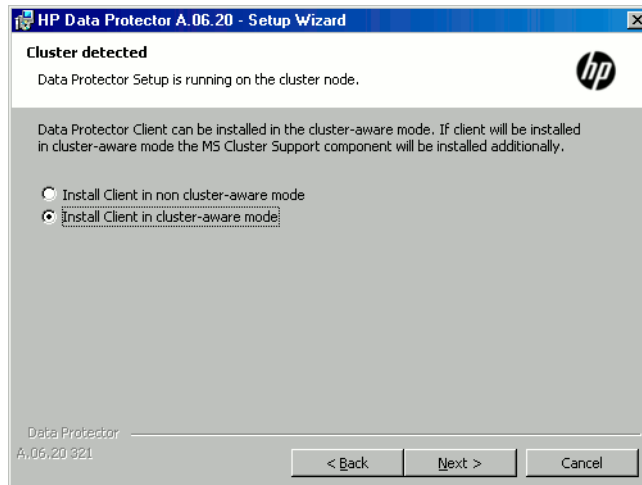 HP Data Protector A.06.20 - Setup Wizard
Cluster detected
Data Protector Setup is running on the cluster node.
hp
Data Protector Client can be installed in the cluster-aware mode. If client will be installed
in cluster-aware mode the MS Cluster Support component will be installed additionally.
Install Client in non cluster-aware mode
Install Client in cluster-aware mode
Data Protector
A.06.20 321
< Back Next > Cancel